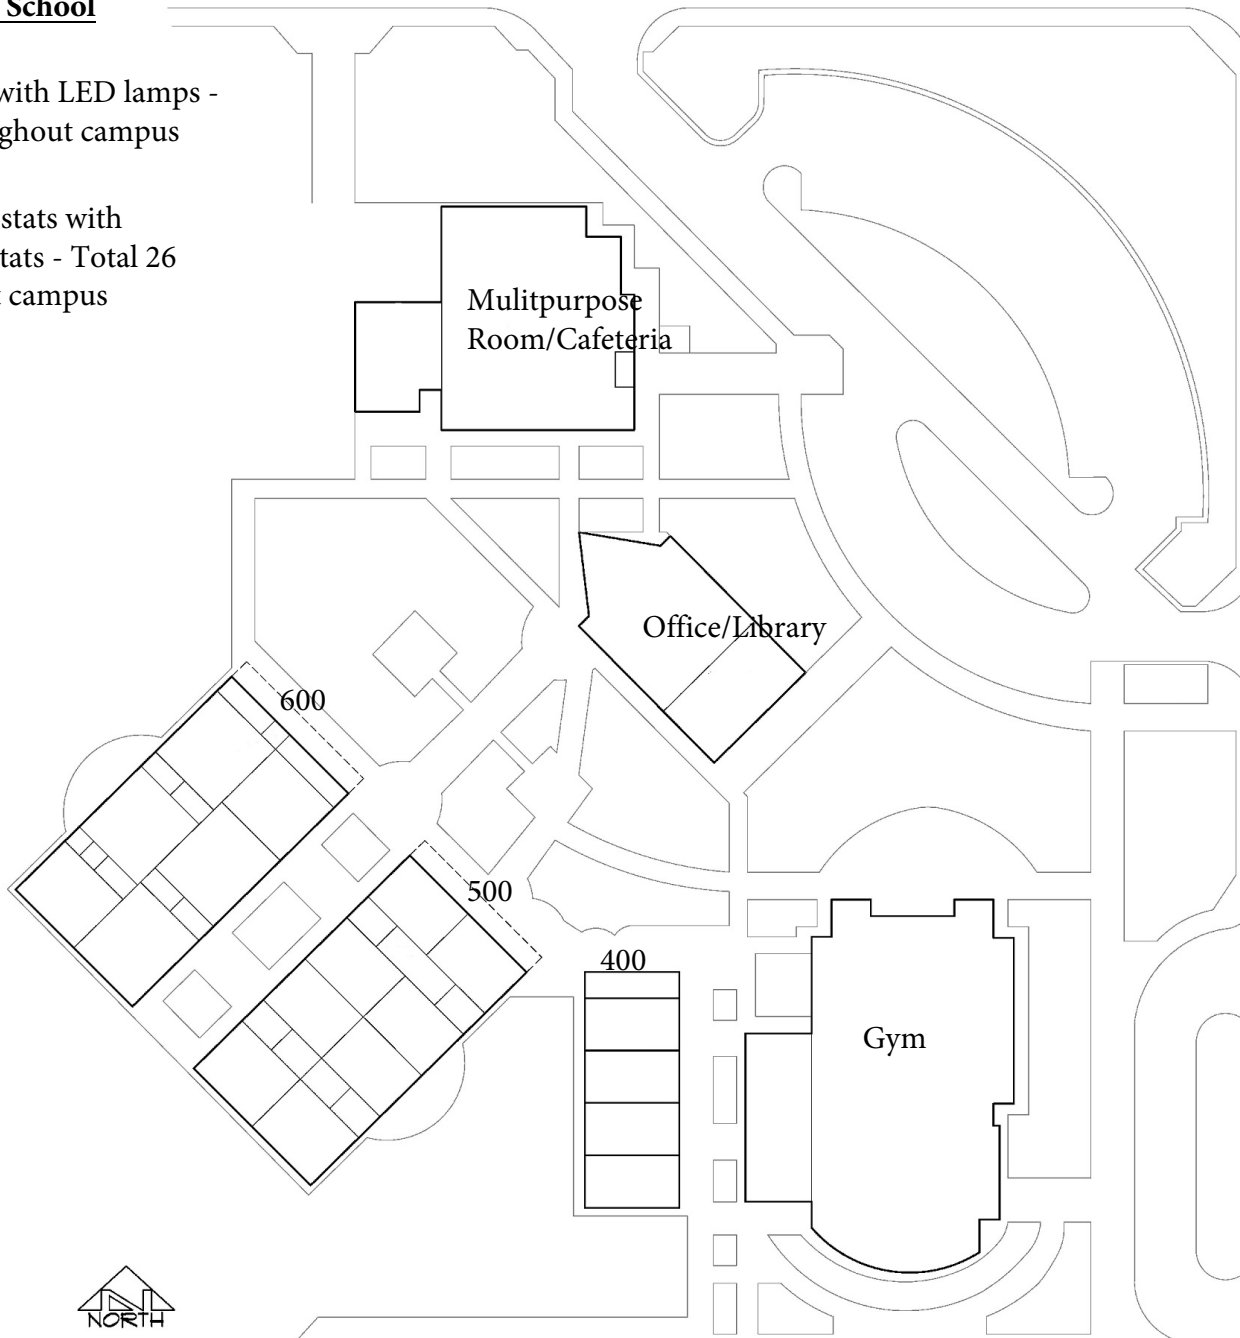 School
with LED lamps -
ghout campus
stats with
tats - Total 26
t campus
Mulitpurpose
Room/Cafeteria
Office/Library
600
500
400
Gym
NORTH